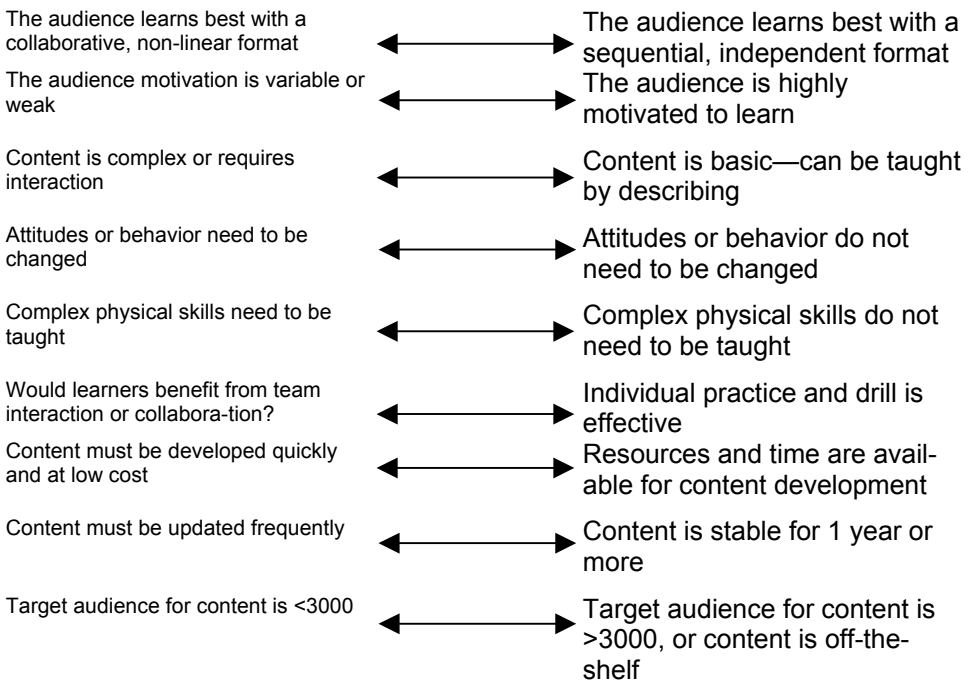 The audience learns best with a
collaborative, non-linear format
The audience learns best with a
sequential, independent format
The audience motivation is variable or
weak
The audience is highly
motivated to learn
Content is complex or requires
interaction
Content is basic—can be taught
by describing
Attitudes or behavior need to be
changed
Attitudes or behavior do not
need to be changed
Complex physical skills need to be
taught
Complex physical skills do not
need to be taught
Would learners benefit from team
interaction or collabora-tion?
Individual practice and drill is
effective
Content must be developed quickly
and at low cost
Resources and time are avail-
able for content development
Content must be updated frequently
Content is stable for 1 year or
more
Target audience for content is <3000
Target audience for content is
>3000, or content is off-the-
shelf